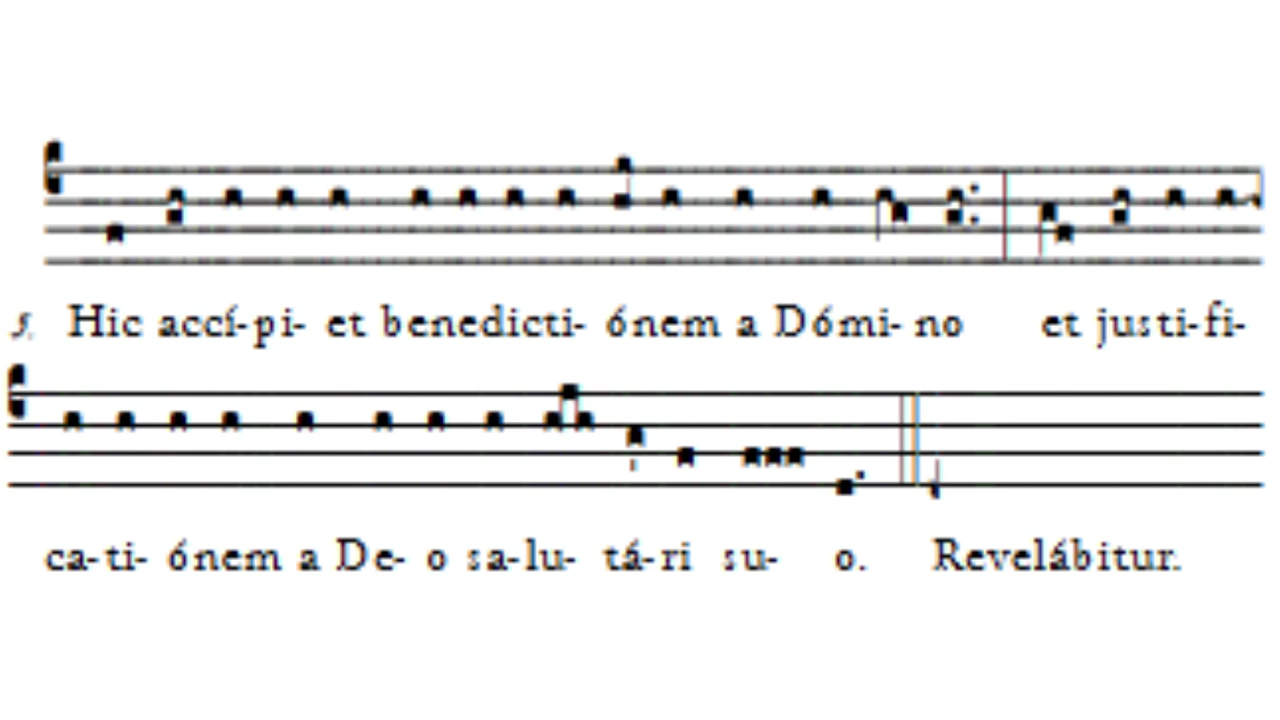 Hic accí-pi- et benedicti- ónem a Dómi- no et justi-fi-
ca-ti- ónem a De- o sa-lu- tá-ri su- o. Revelábitur.